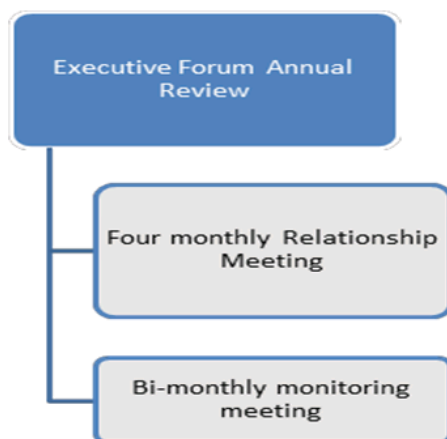 Executive Forum Annual
Review
Four monthly Relationship
Meeting
Bi-monthly monitoring
meeting